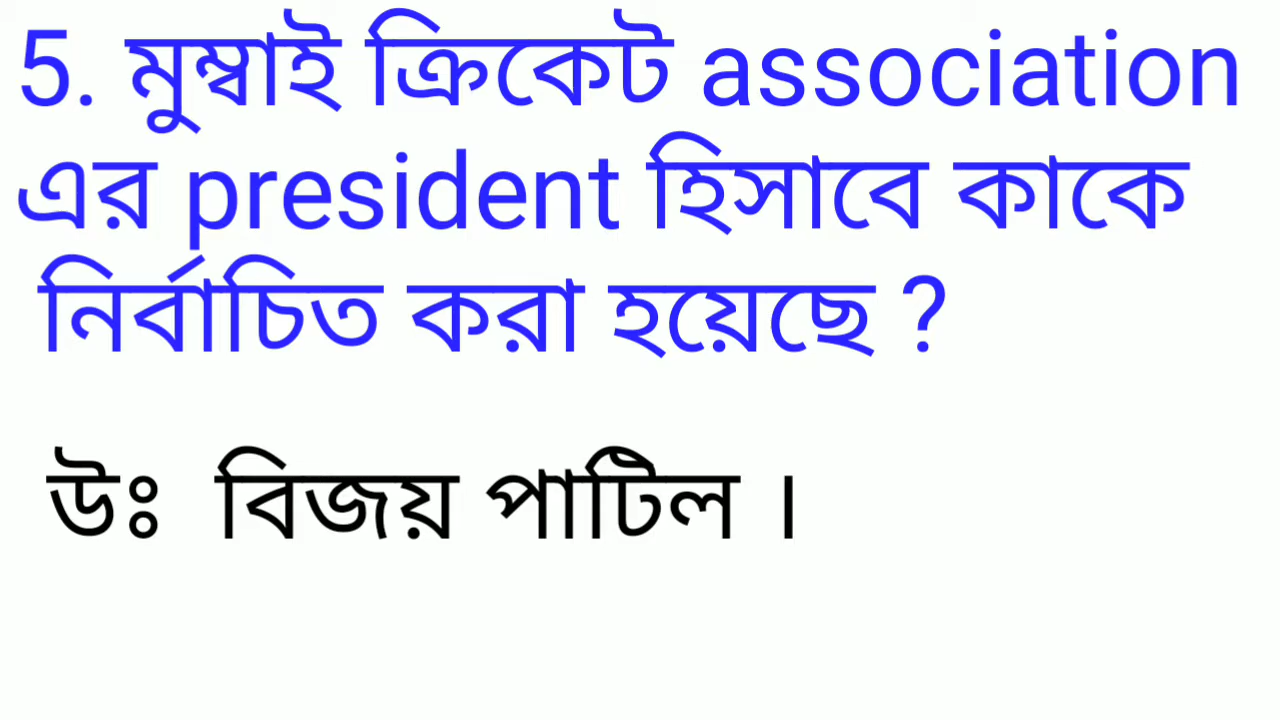 5. মুম্বাই ক্রিকেট association
এর president হিসাবে কাকে
নির্বাচিত করা হয়েছে ?
উঃ বিজয় পাটিল ।